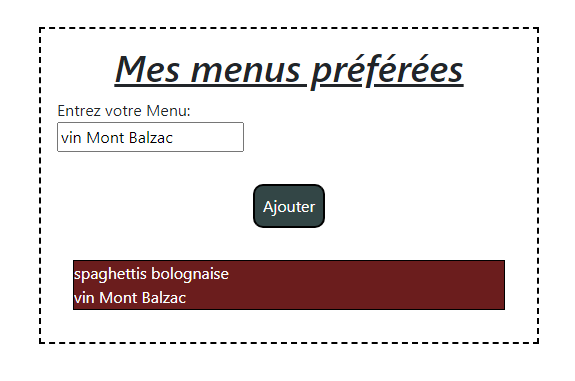 Mes menus préférées
Entrez votre Menu:
vin Mont Balzac
Ajouter
spaghettis bolognaise
vin Mont Balzac